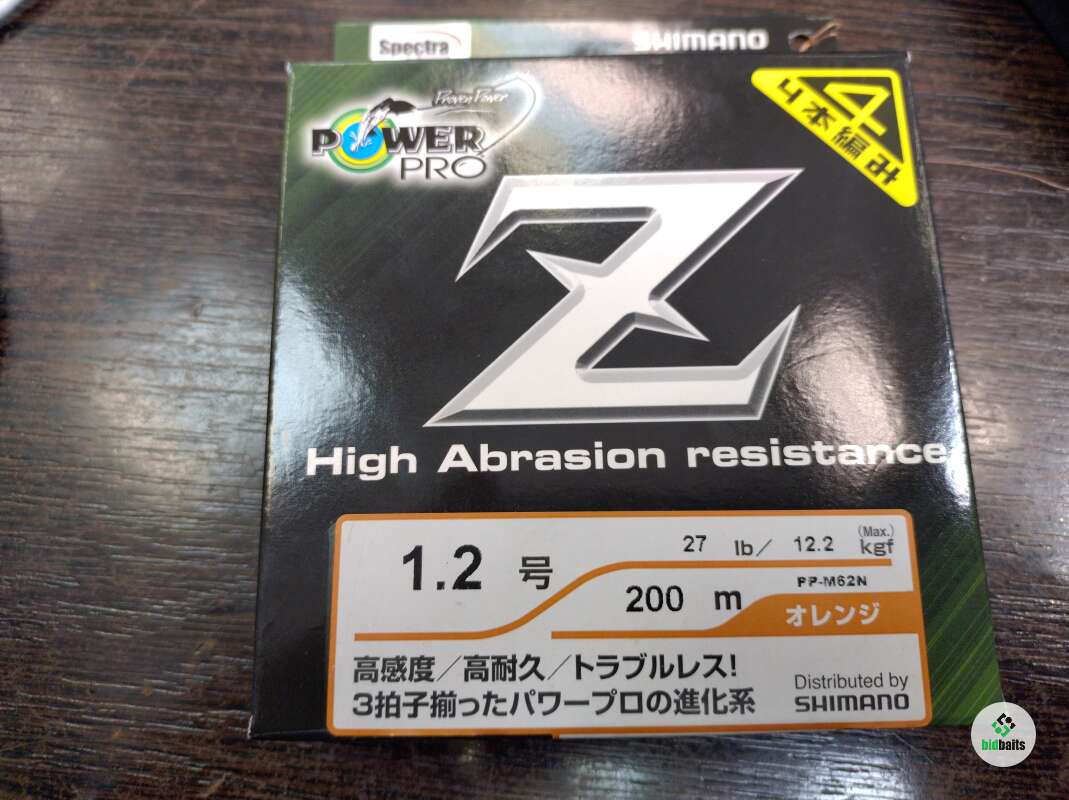 Spectra
SHIMANO
Proven Power
POWER
PRO
4
4本編み
Z
High Abrasion resistance
1.2 号
27 lb/ 12.2 (Max.) kgf
200 m
PP-M62N
オレンジ
高感度/高耐久/トラブルレス!
3拍子揃ったパワープロの進化系
Distributed by
SHIMANO
bidbaits